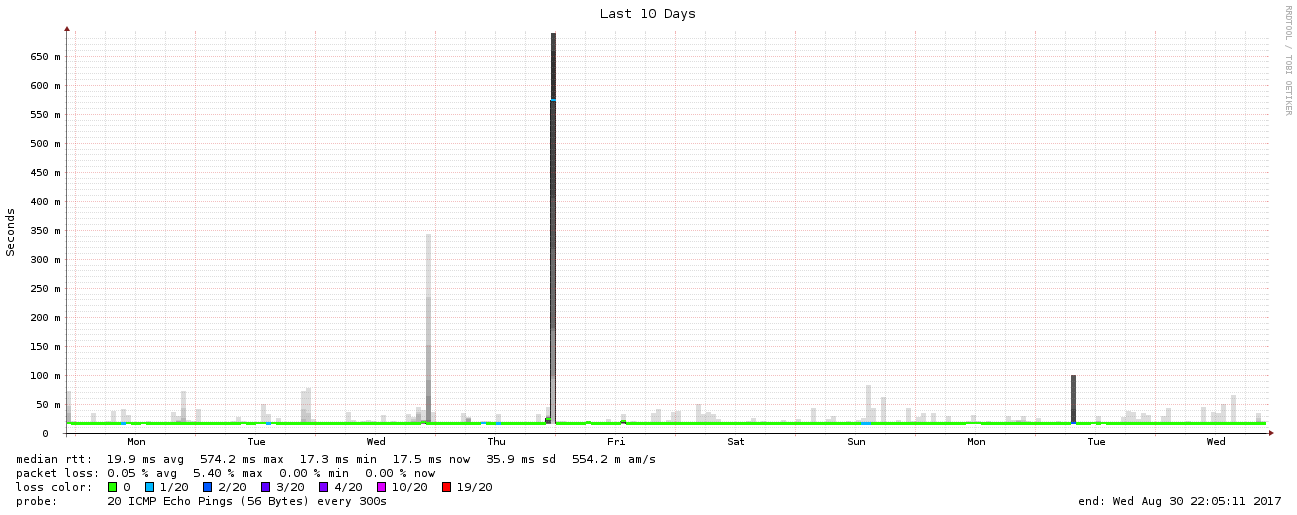 Last 10 Days
RRDTOOL / TOBI OETIKER
Seconds
650 m
600 m
550 m
500 m
450 m
400 m
350 m
300 m
250 m
200 m
150 m
100 m
50 m
0
Mon Tue Wed Thu Fri Sat Sun Mon Tue Wed
median rtt: 19.9 ms avg 574.2 ms max 17.3 ms min 17.5 ms now 35.9 ms sd 554.2 m am/s
packet loss: 0.05 % avg 5.40 % max 0.00 % min 0.00 % now
loss color: 0 1/20 2/20 3/20 4/20 10/20 19/20
probe: 20 ICMP Echo Pings (56 Bytes) every 300s end: Wed Aug 30 22:05:11 2017